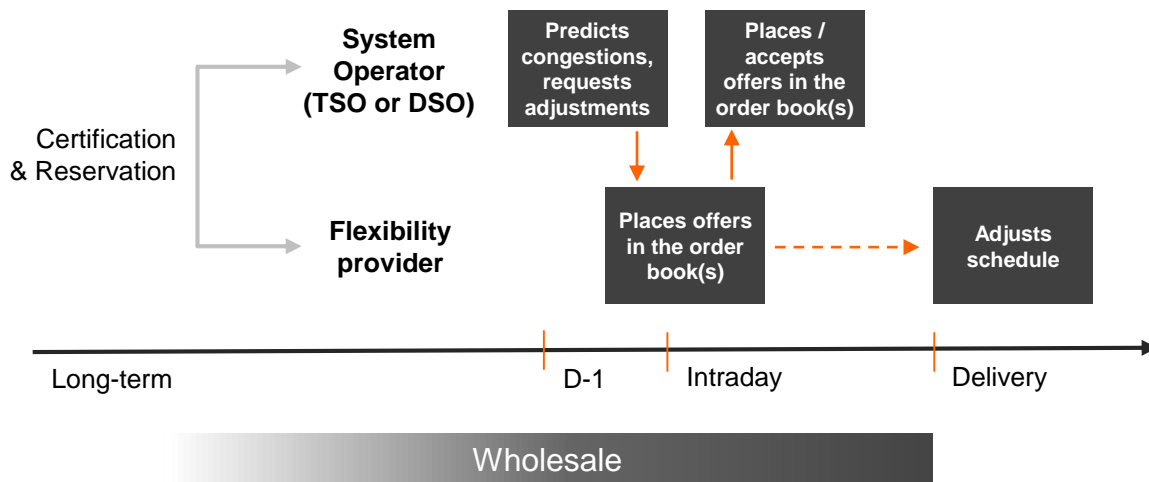 System
Operator
(TSO or DSO)
Predicts
congestions,
requests
adjustments
Places /
accepts
offers in the
order book(s)
Certification
& Reservation
Flexibility
provider
Places offers
in the order
book(s)
Adjusts
schedule
Long-term
D-1
Intraday
Delivery
Wholesale